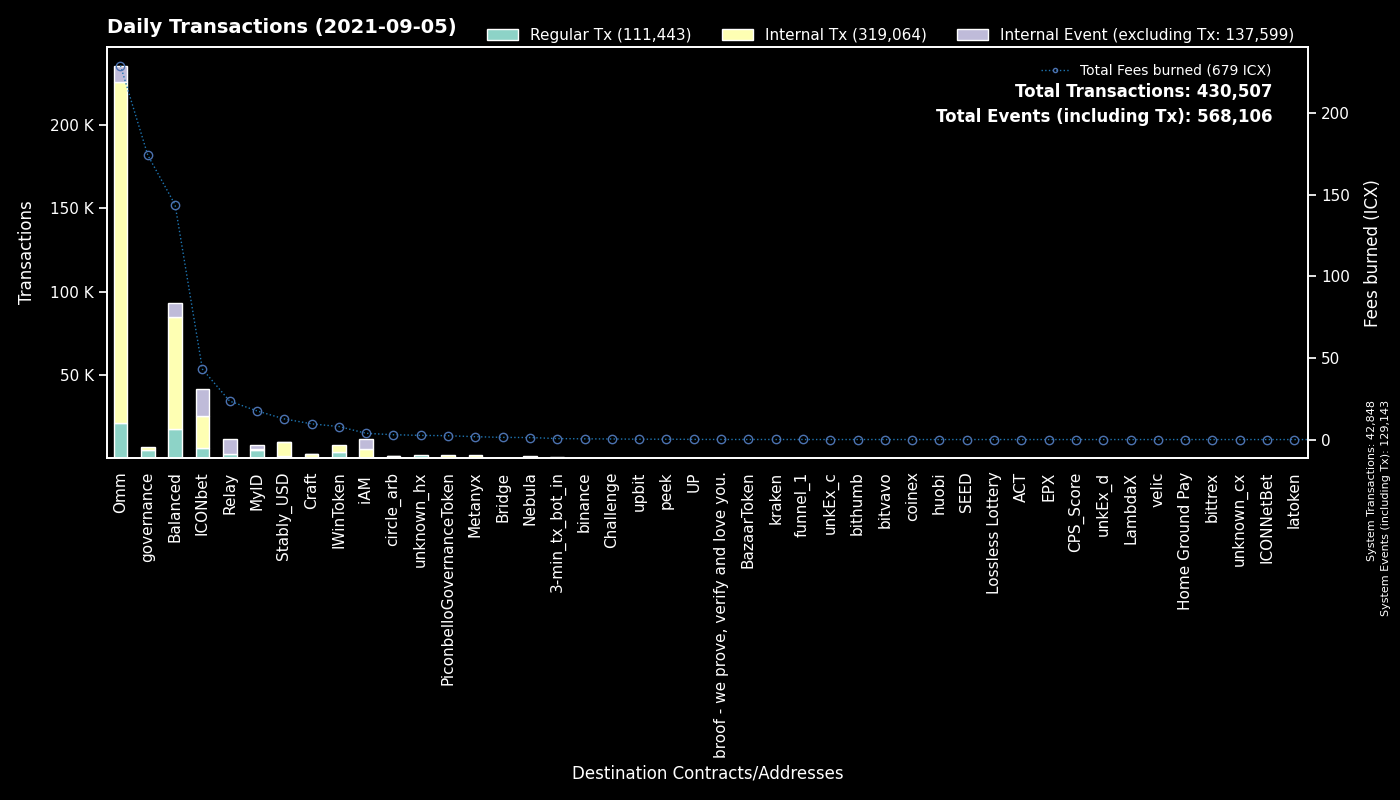 Daily Transactions (2021-09-05)
Regular Tx (111,443)
Internal Tx (319,064)
Internal Event (excluding Tx: 137,599)
Total Fees burned (679 ICX)
Total Transactions: 430,507
Total Events (including Tx): 568,106
Transactions
200 K
150 K
100 K
50 K
200
150
100
50
0
Fees burned (ICX)
System Transactions: 42,848
System Events (including Tx): 129,143
Omm
governance
Balanced
ICONbet
Relay
MyID
Stably_USD
Craft
IWinToken
iAM
circle_arb
unknown_hx
PiconbelloGovernanceToken
Metanyx
Bridge
Nebula
3-min_tx_bot_in
binance
Challenge
upbit
peek
UP
broof - we prove, verify and love you.
BazaarToken
kraken
funnel_1
unkEx_c
bithumb
bitvavo
coinex
huobi
SEED
Lossless Lottery
ACT
EPX
CPS_Score
unkEx_d
LambdaX
velic
Home Ground Pay
bittrex
unknown_cx
ICONNetBet
latoken
Destination Contracts/Addresses